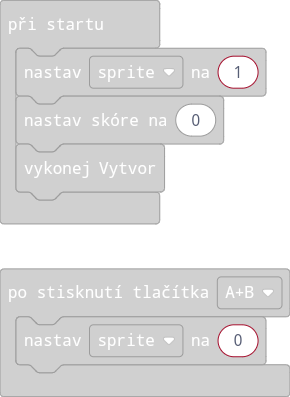 při startu
nastav sprite na 1
nastav skóre na 0
vykonej Vytvor
po stisknutí tlačítka A+B
nastav sprite na 0